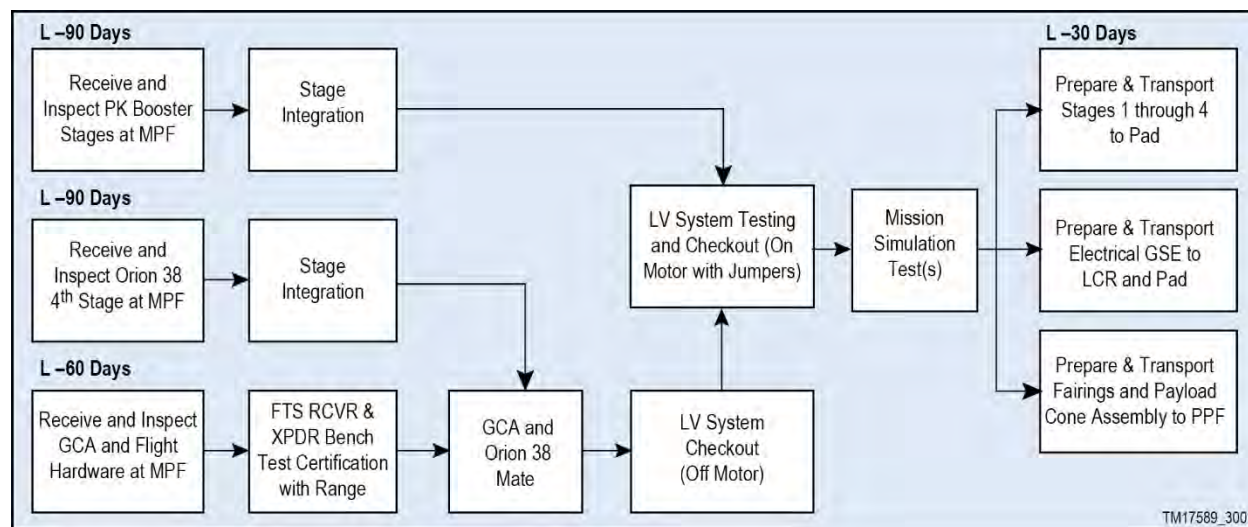 L –90 Days
Receive and
Inspect PK Booster
Stages at MPF
Stage
Integration
L –90 Days
Receive and
Inspect Orion 38
4th Stage at MPF
Stage
Integration
L –60 Days
Receive and Inspect
GCA and Flight
Hardware at MPF
FTS RCVR &
XPDR Bench
Test Certification
with Range
GCA and
Orion 38
Mate
LV System
Checkout
(Off Motor)
LV System Testing
and Checkout (On
Motor with Jumpers)
Mission
Simulation
Test(s)
L –30 Days
Prepare & Transport
Stages 1 through 4
to Pad
Prepare & Transport
Electrical GSE to
LCR and Pad
Prepare & Transport
Fairings and Payload
Cone Assembly to PPF
TM17589_300